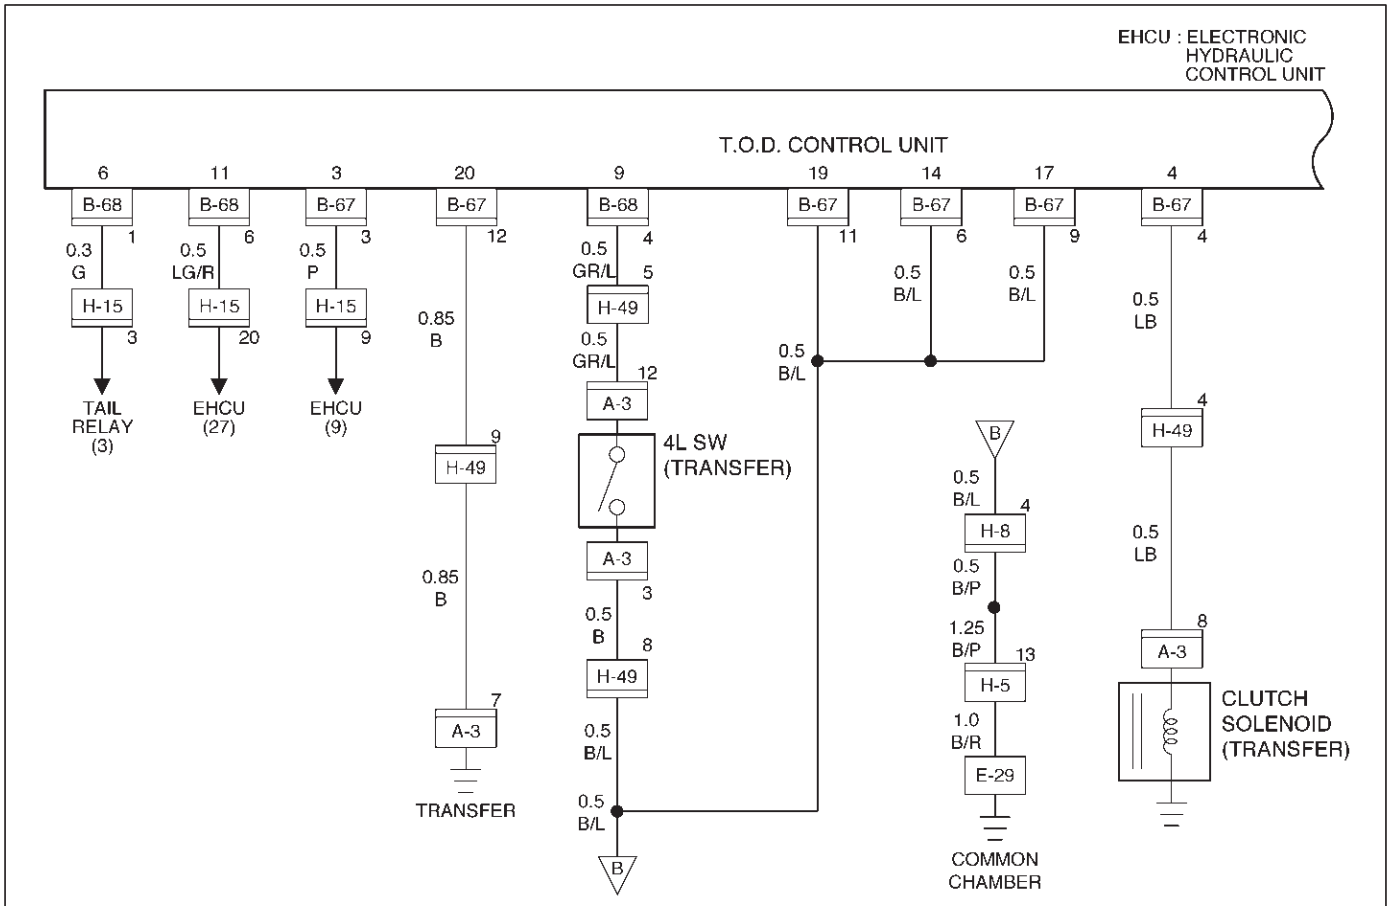 EHCU : ELECTRONIC
HYDRAULIC
CONTROL UNIT
T.O.D. CONTROL UNIT
6 11 3 20 9 19 14 17 4
B-68 B-68 B-67 B-67 B-68 B-67 B-67 B-67 B-67
1 6 3 12 4 11 6 9 4
0.3 0.5 0.5 0.5
G LG/R P GR/L 5
0.5 0.5
B/L B/L
H-15 H-15 H-15 H-49
0.5
LB
0.85
B
3 20 9
0.5
GR/L
0.5
B/L
12
TAIL
RELAY
(3)
EHCU
(27)
EHCU
(9)
A-3
4
H-49
B
9
H-49
4L SW
(TRANSFER)
0.5
B/L
4
H-8
0.5
LB
A-3
3
0.85
B
0.5
B/P
0.5
B
8
H-49
1.25
B/P
13
H-5
8
A-3
7
A-3
TRANSFER
0.5
B/L
1.0
B/R
E-29
CLUTCH
SOLENOID
(TRANSFER)
0.5
B/L
B
COMMON
CHAMBER